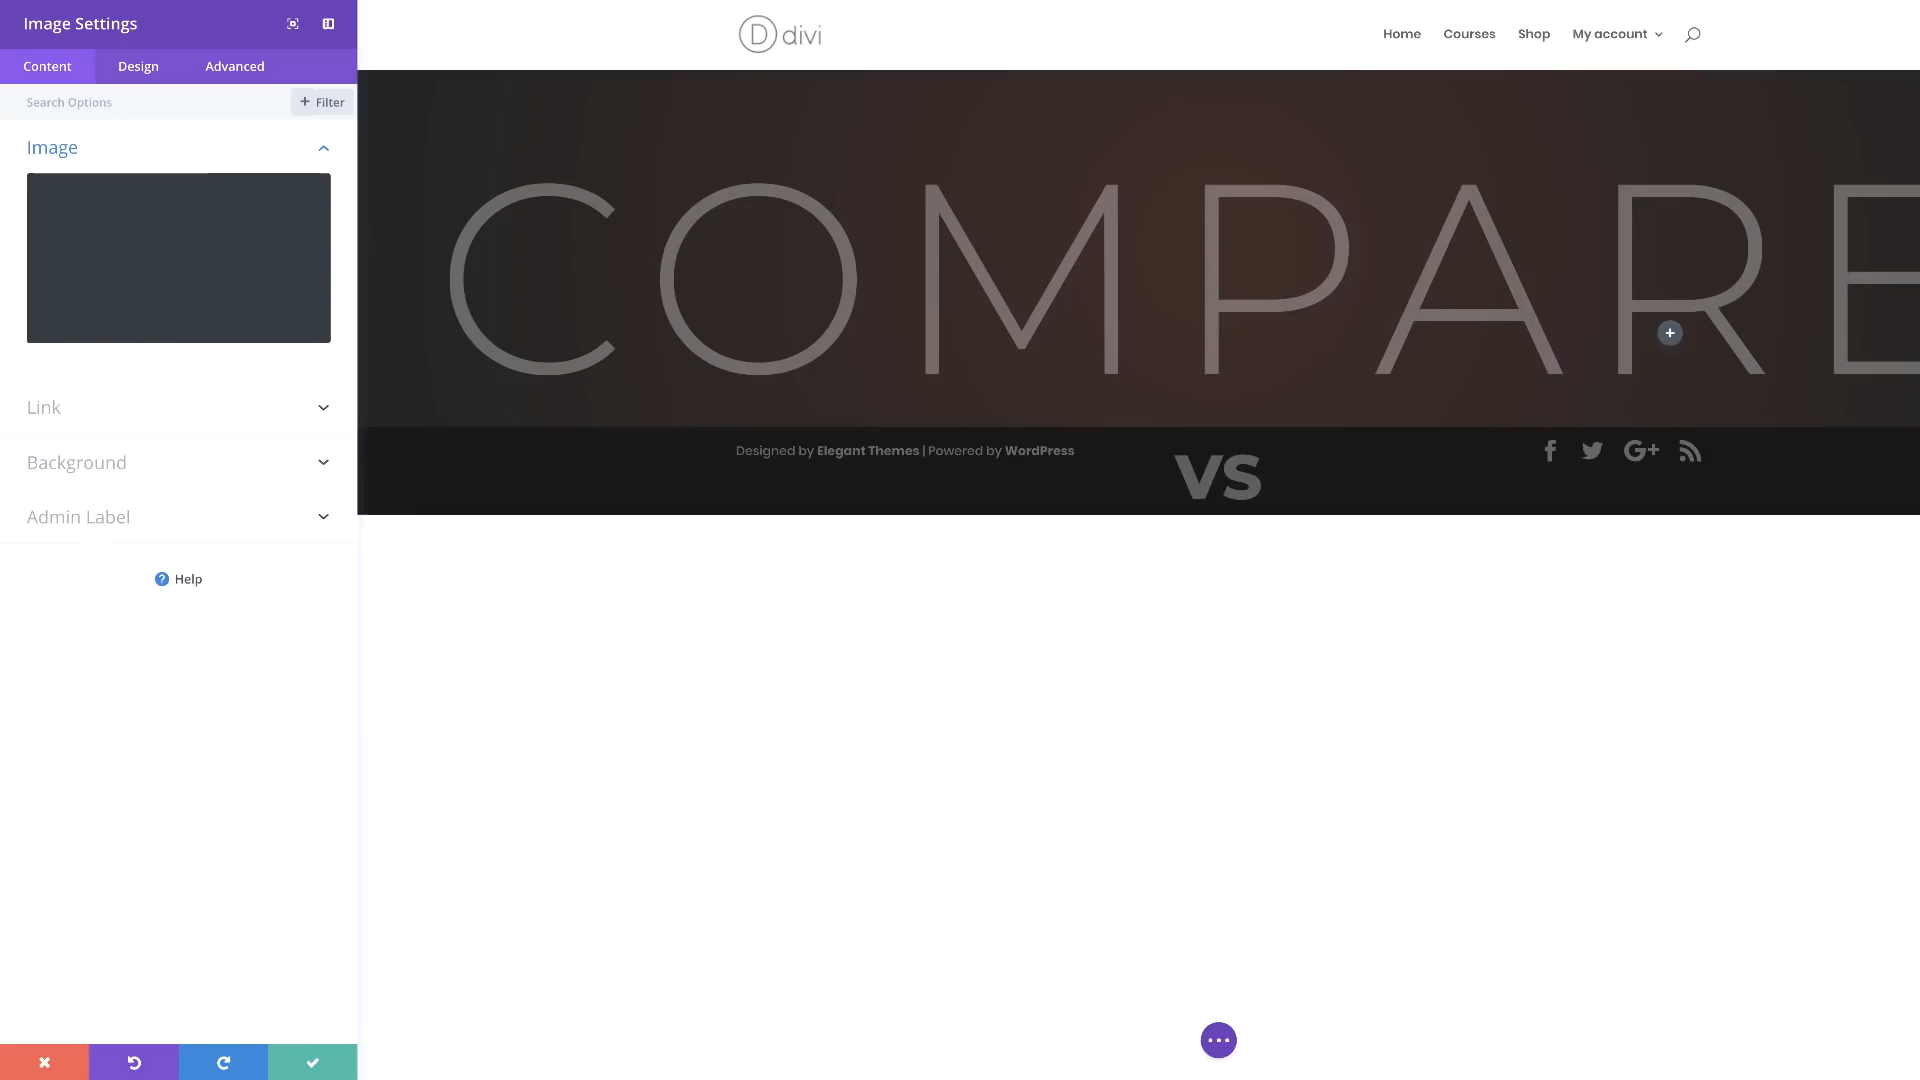 Image Settings
Content Design Advanced
Search Options
+ Filter
Image
Link
Background
Admin Label
? Help
D divi
Home Courses Shop My account
COMPARE
Designed by Elegant Themes | Powered by WordPress
VS